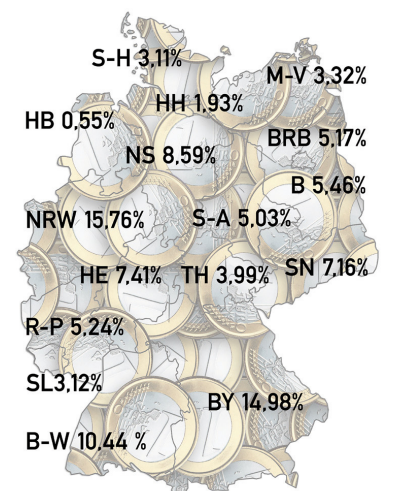 S-H 3,11%
M-V 3,32%
HH 1,93%
HB 0,55%
BRB 5,17%
NS 8,59%
B 5,46%
NRW 15,76%
S-A 5,03%
HE 7,41%
TH 3,99%
SN 7,16%
R-P 5,24%
SL3,12%
BY 14,98%
B-W 10,44 %